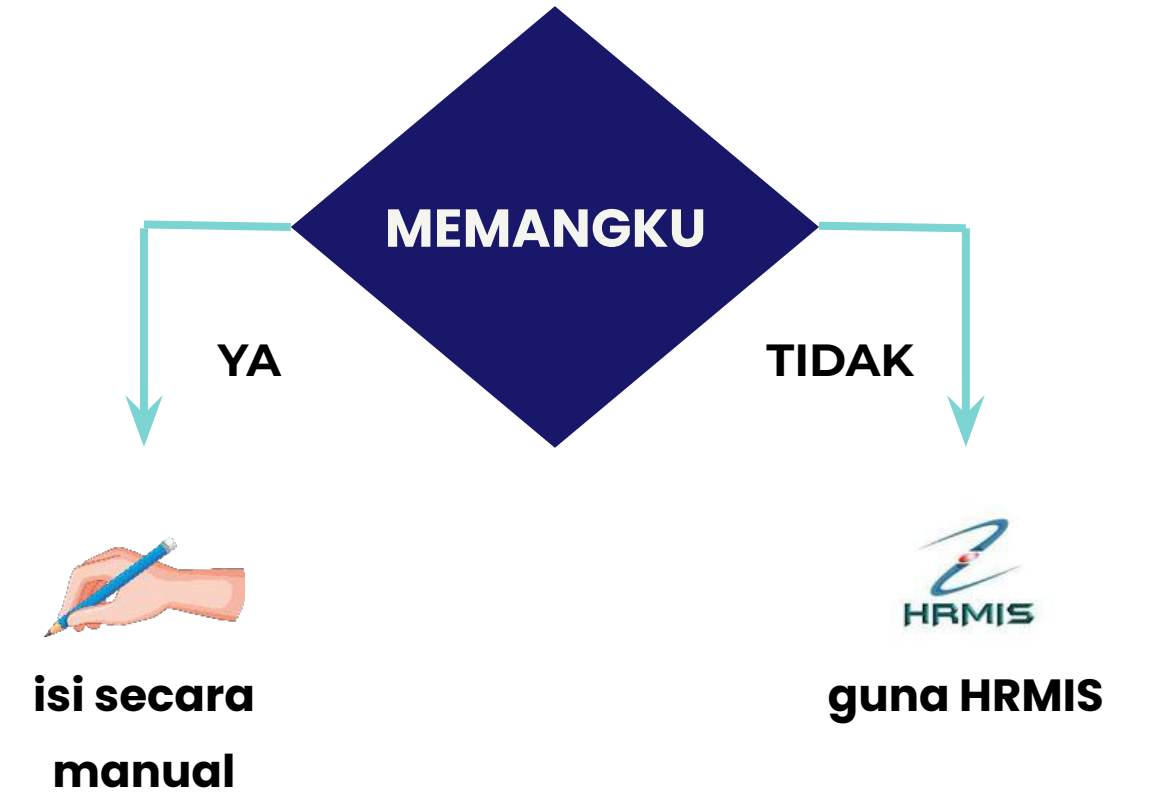 MEMANGKU
YA
TIDAK
HRMIS
isi secara
manual
guna HRMIS